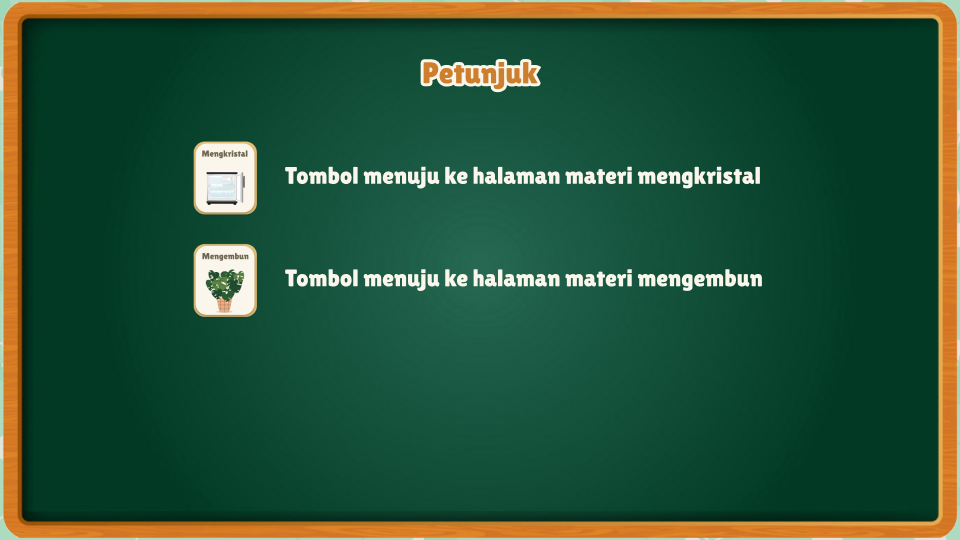 Petunjuk
Mengkristal
Tombol menuju ke halaman materi mengkristal
Mengembun
Tombol menuju ke halaman materi mengembun